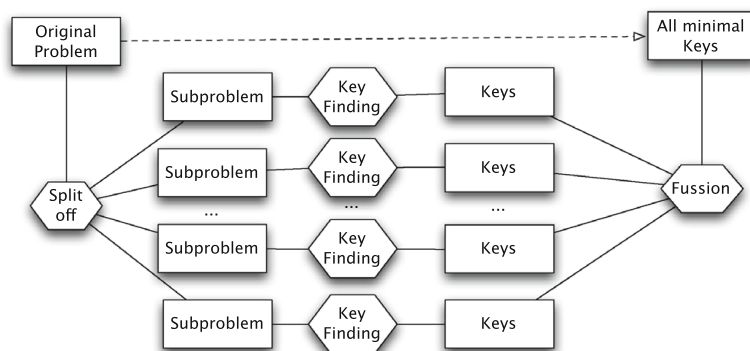 Original
Problem
All minimal
Keys
Subproblem
Key
Finding
Keys
Subproblem
Key
Finding
Keys
Split
off
Fussion
...
...
...
Subproblem
Key
Finding
Keys
Subproblem
Key
Finding
Keys